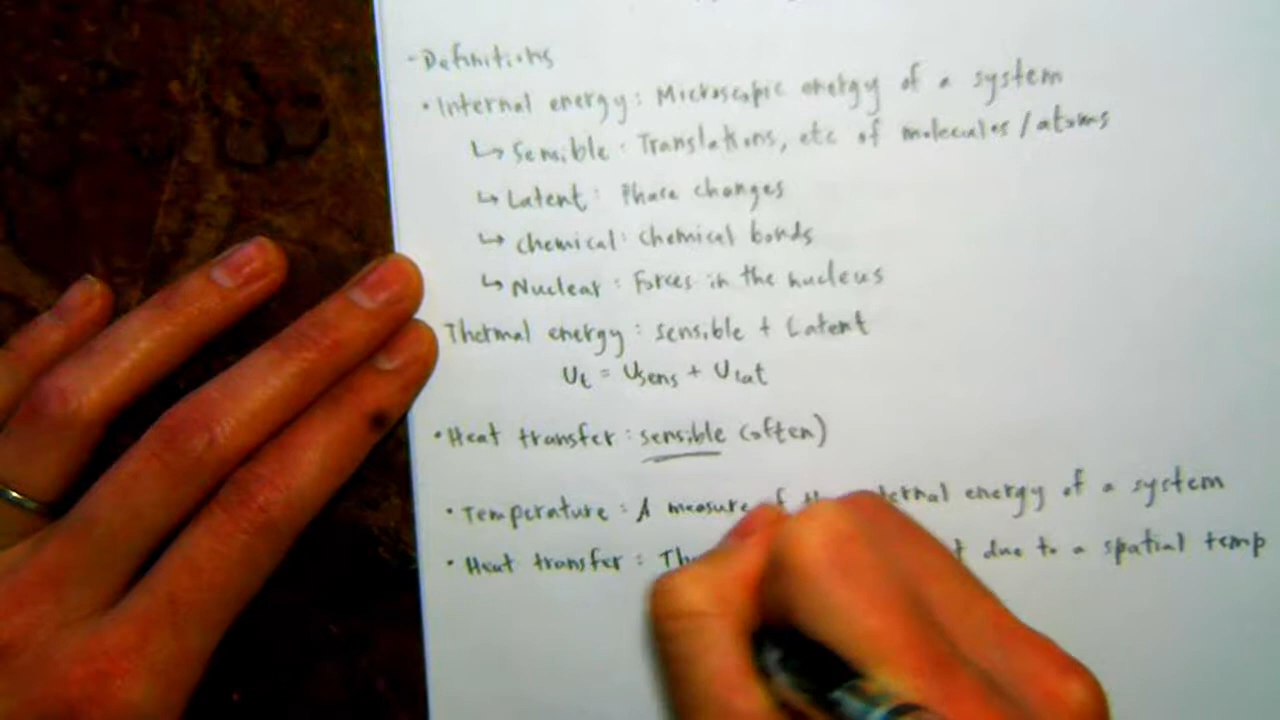 - Definitions
• Internal energy: Microscopic energy of a system
↳ Sensible: Translations, etc of molecules/atoms
↳ Latent: Phase changes
↳ Chemical: Chemical bonds
↳ Nuclear: Forces in the nucleus
Thermal energy: sensible + Latent
Ut = Usens + Ulat
• Heat transfer: sensible (often)
• Temperature: A measure of energy of a system
• Heat transfer: due to a spatial temp